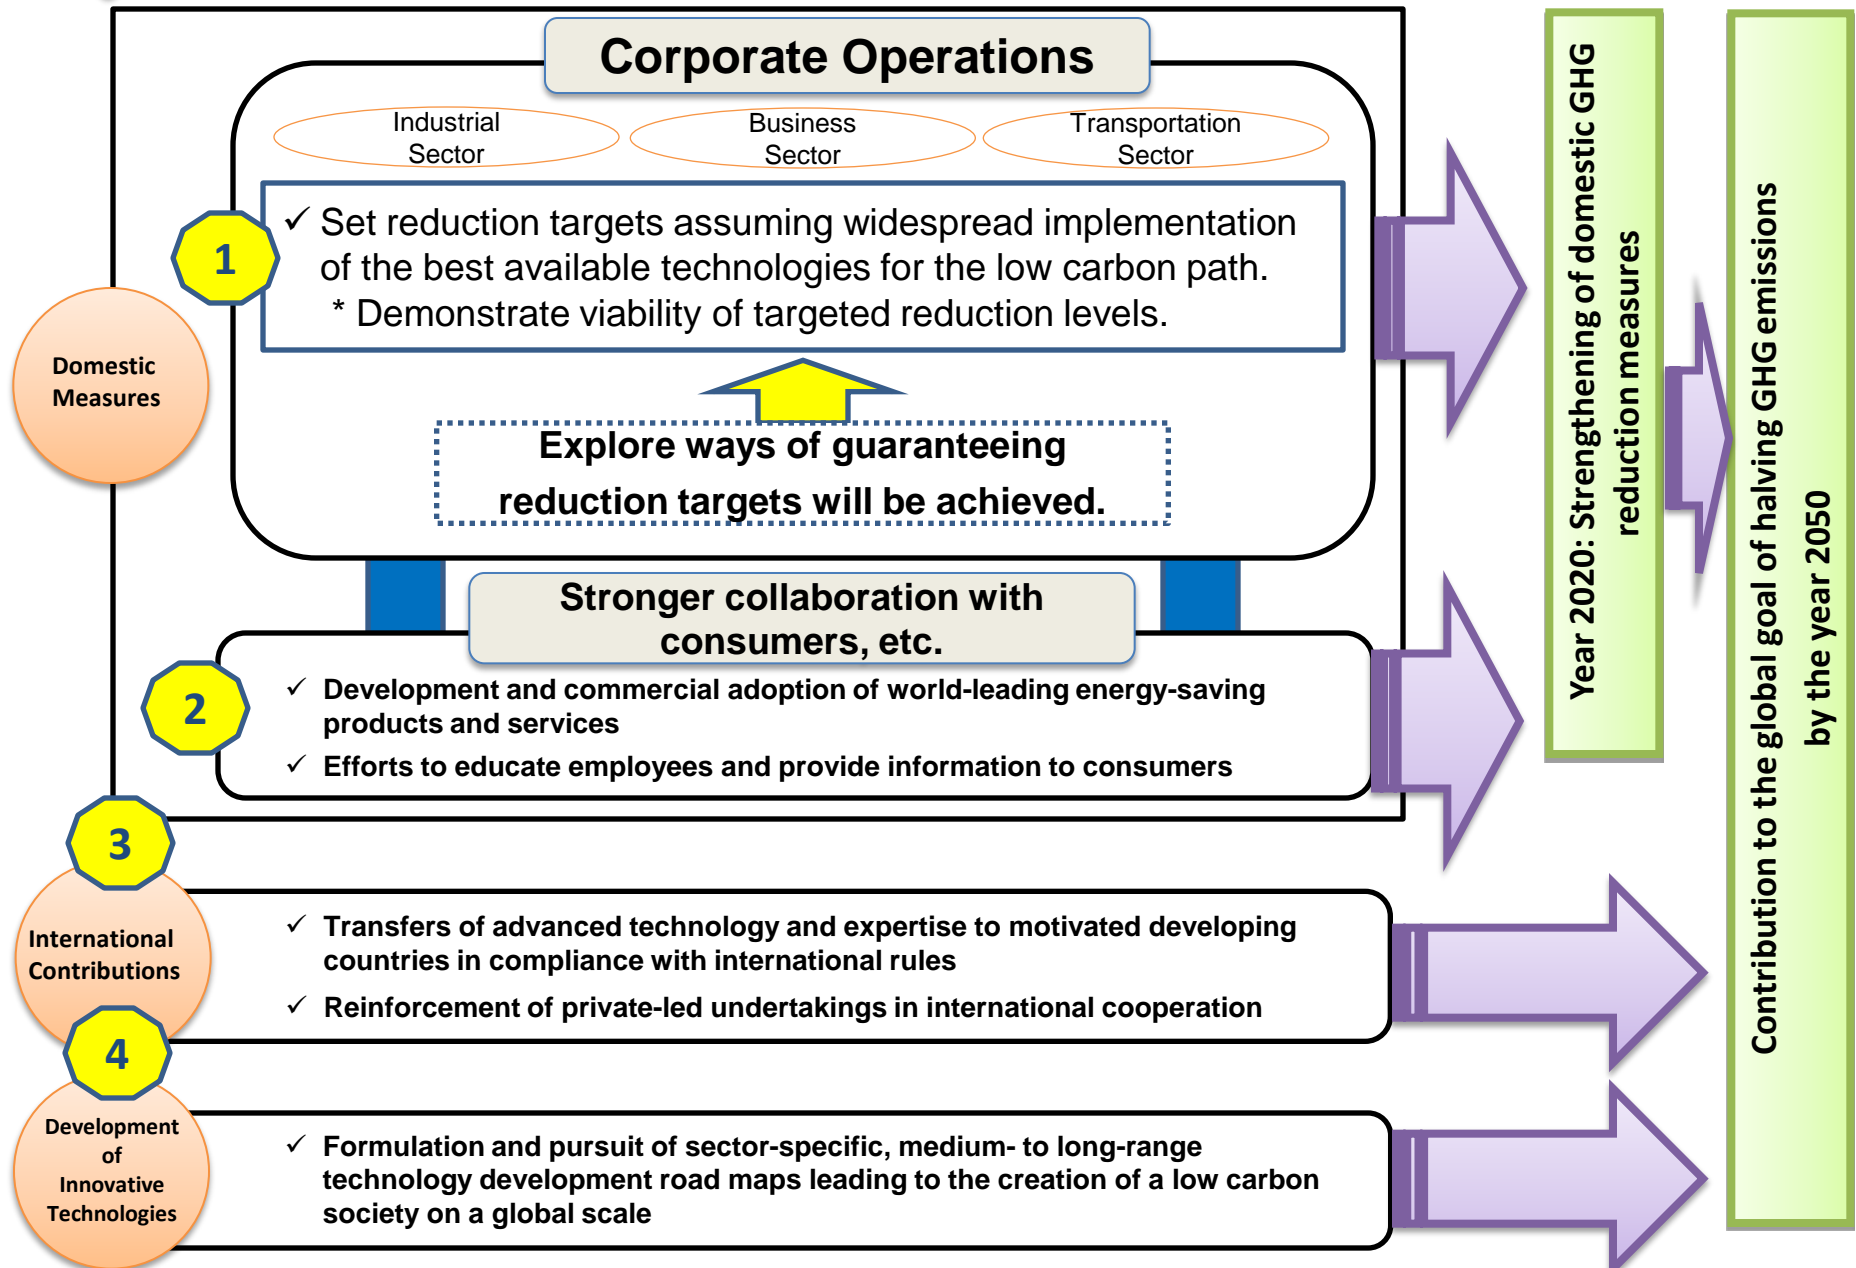 Corporate Operations
Industrial
Sector
Business
Sector
Transportation
Sector
1
✓ Set reduction targets assuming widespread implementation
of the best available technologies for the low carbon path.
* Demonstrate viability of targeted reduction levels.
Domestic
Measures
Explore ways of guaranteeing
reduction targets will be achieved.
Stronger collaboration with
consumers, etc.
2
✓ Development and commercial adoption of world-leading energy-saving
products and services
✓ Efforts to educate employees and provide information to consumers
3
International
Contributions
✓ Transfers of advanced technology and expertise to motivated developing
countries in compliance with international rules
✓ Reinforcement of private-led undertakings in international cooperation
4
Development
of
Innovative
Technologies
✓ Formulation and pursuit of sector-specific, medium- to long-range
technology development road maps leading to the creation of a low carbon
society on a global scale
Year 2020: Strengthening of domestic GHG
reduction measures
Contribution to the global goal of halving GHG emissions
by the year 2050